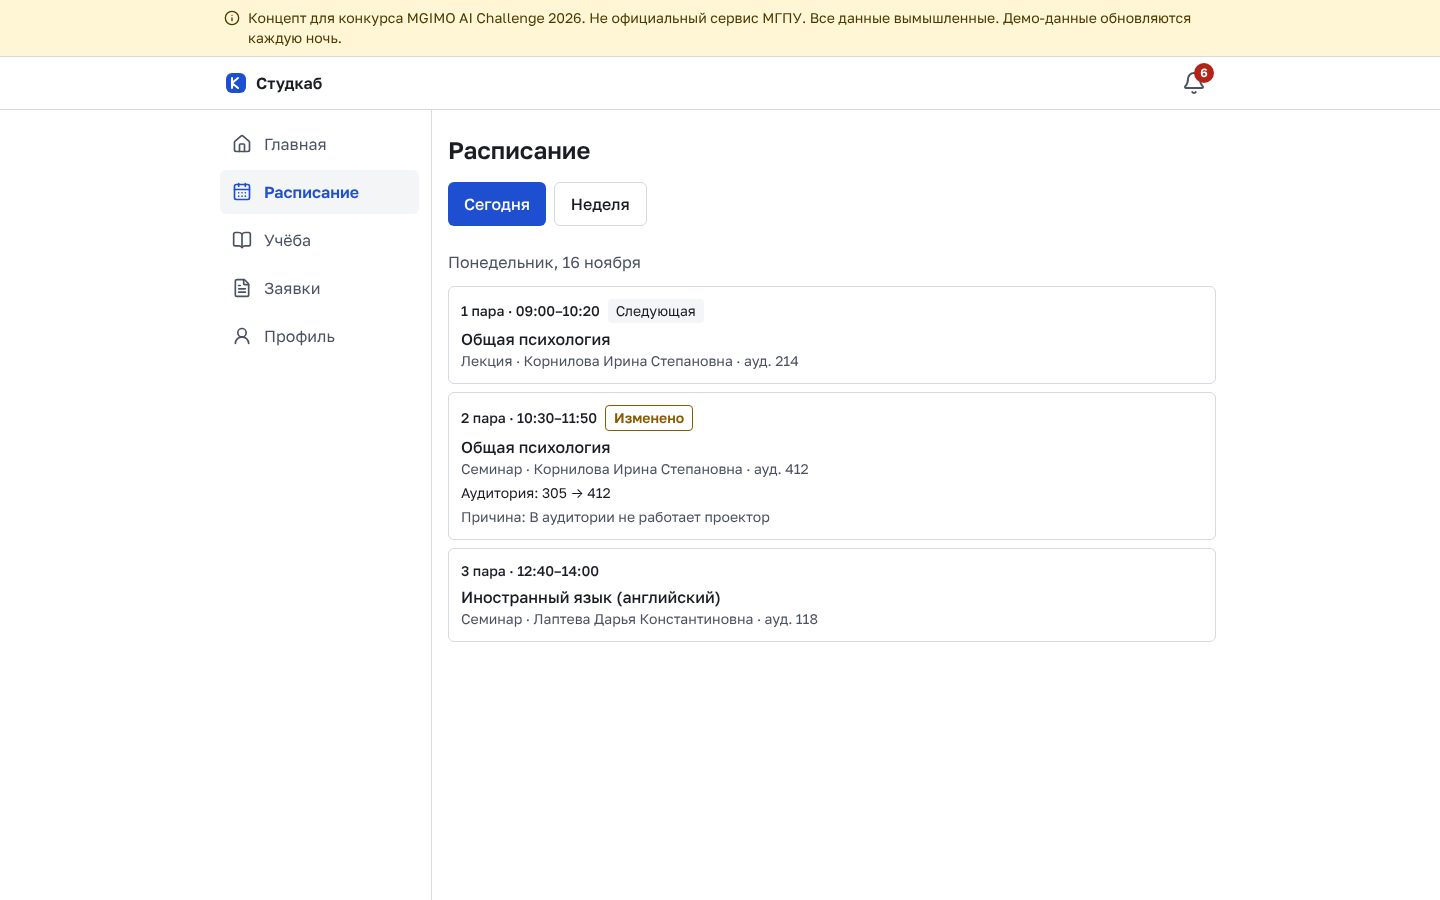 Концепт для конкурса MGIMO AI Challenge 2026. Не официальный сервис МГПУ. Все данные вымышленные. Демо-данные обновляются
каждую ночь.
K Студкаб
6
Главная
Расписание
Учёба
Заявки
Профиль
Расписание
Сегодня Неделя
Понедельник, 16 ноября
1 пара · 09:00–10:20 Следующая
Общая психология
Лекция · Корнилова Ирина Степановна · ауд. 214
2 пара · 10:30–11:50 Изменено
Общая психология
Семинар · Корнилова Ирина Степановна · ауд. 412
Аудитория: 305 → 412
Причина: В аудитории не работает проектор
3 пара · 12:40–14:00
Иностранный язык (английский)
Семинар · Лаптева Дарья Константиновна · ауд. 118